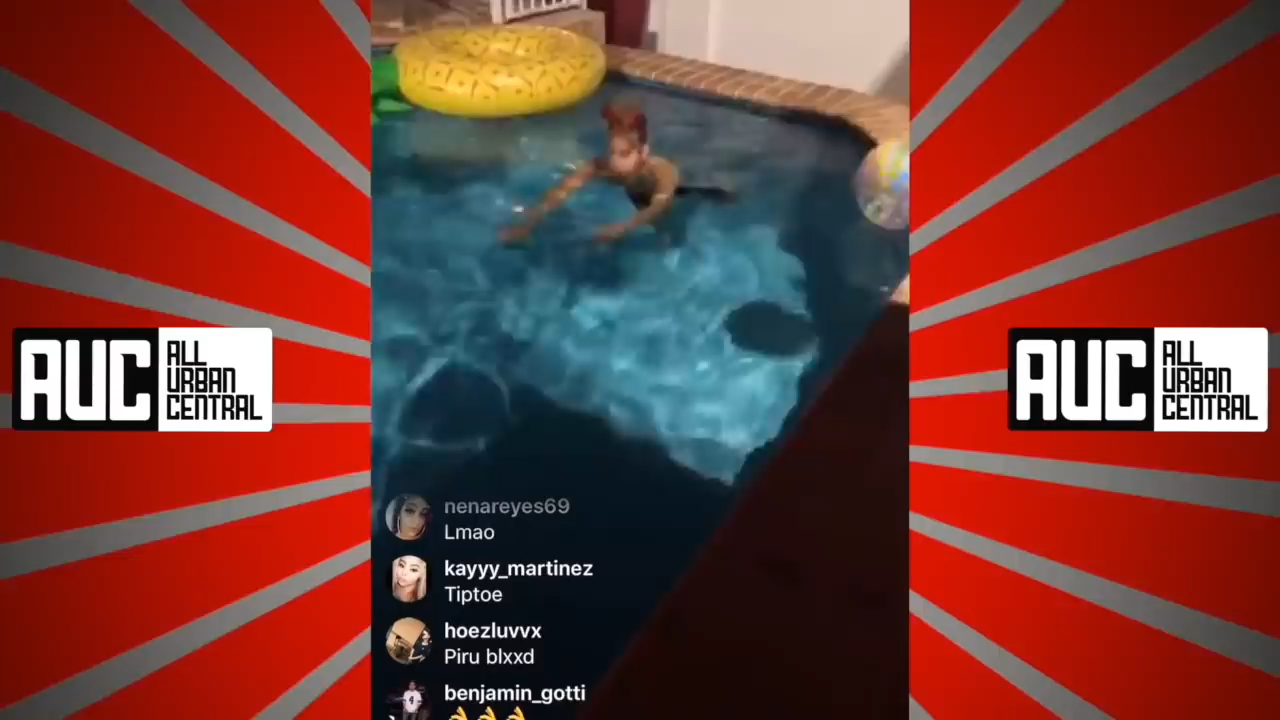 AUC ALL
URBAN
CENTRAL
nenareyes69
Lmao
kayyy_martinez
Tiptoe
hoezluvvx
Piru blxxd
benjamin_gotti
👌👌👌
AUC ALL
URBAN
CENTRAL